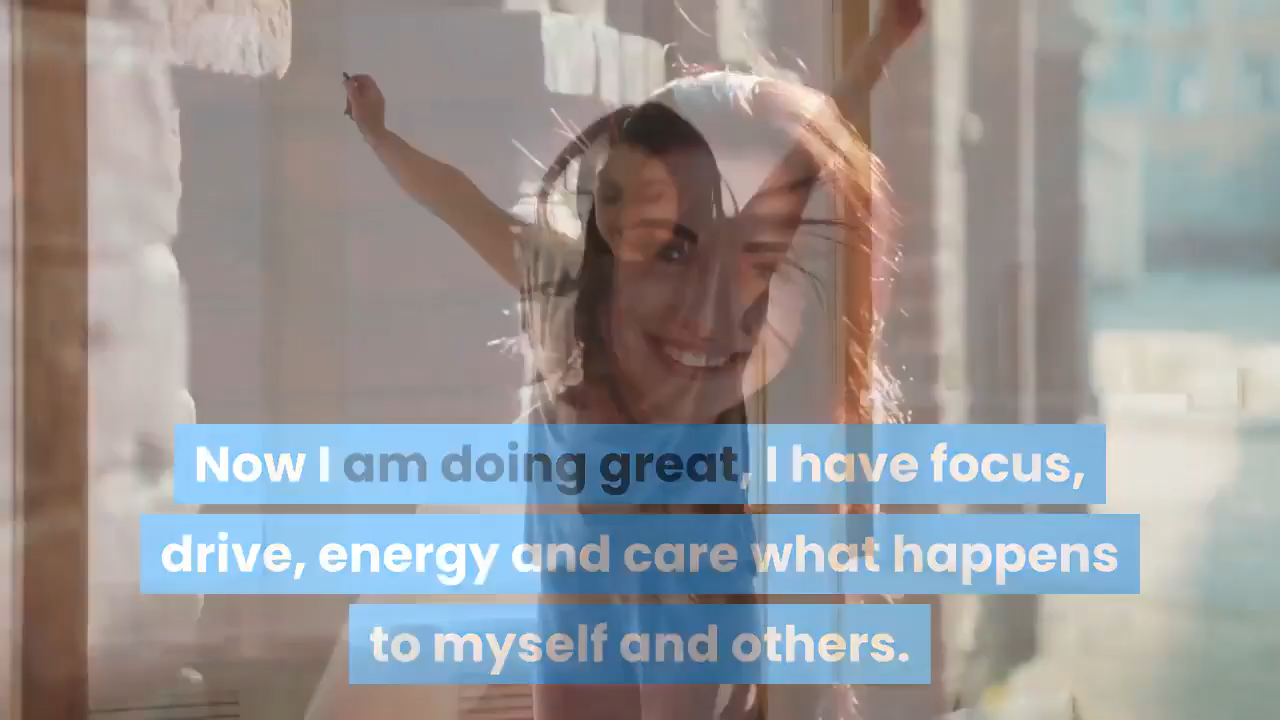 Now I am doing great, I have focus,
drive, energy and care what happens
to myself and others.